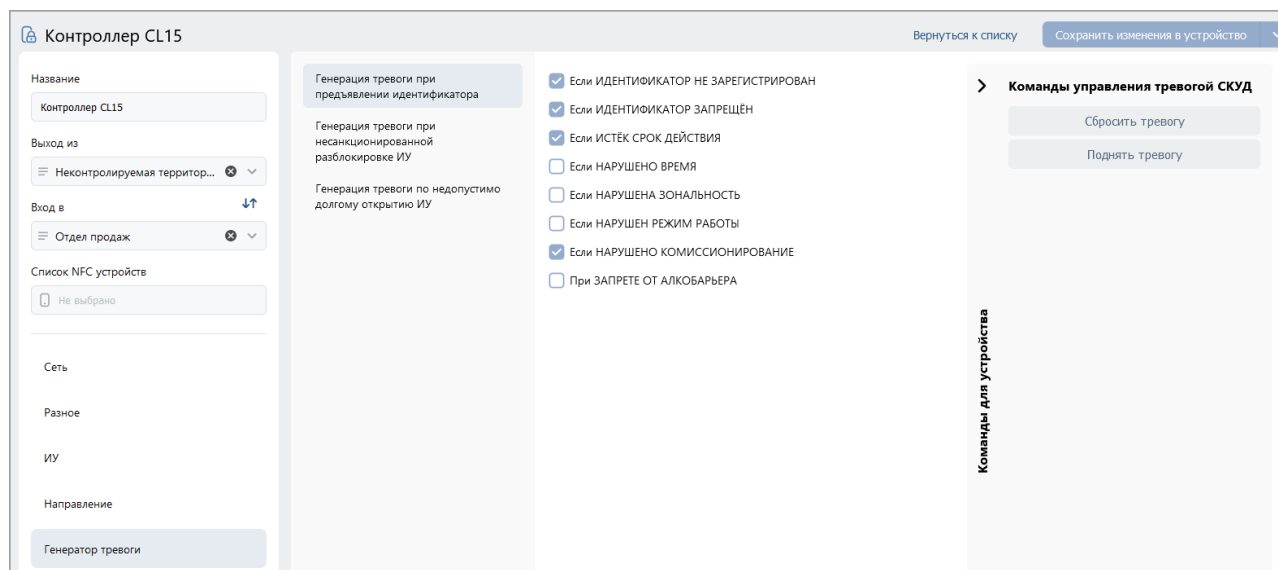 Контроллер CL15
Вернуться к списку
Сохранить изменения в устройство
Название
Контроллер CL15
Выход из
Неконтролируемая территор...
Вход в
Отдел продаж
Список NFC устройств
Не выбрано
Сеть
Разное
ИУ
Направление
Генератор тревоги
Генерация тревоги при
предъявлении идентификатора
Генерация тревоги при
несанкционированной
разблокировке ИУ
Генерация тревоги по недопустимо
долгому открытию ИУ
Если ИДЕНТИФИКАТОР НЕ ЗАРЕГИСТРИРОВАН
Если ИДЕНТИФИКАТОР ЗАПРЕЩЁН
Если ИСТЁК СРОК ДЕЙСТВИЯ
Если НАРУШЕНО ВРЕМЯ
Если НАРУШЕНА ЗОНАЛЬНОСТЬ
Если НАРУШЕН РЕЖИМ РАБОТЫ
Если НАРУШЕНО КОМИССИОНИРОВАНИЕ
При ЗАПРЕТЕ ОТ АЛКОБАРЬЕРА
Команды для устройства
Команды управления тревогой СКУД
Сбросить тревогу
Поднять тревогу